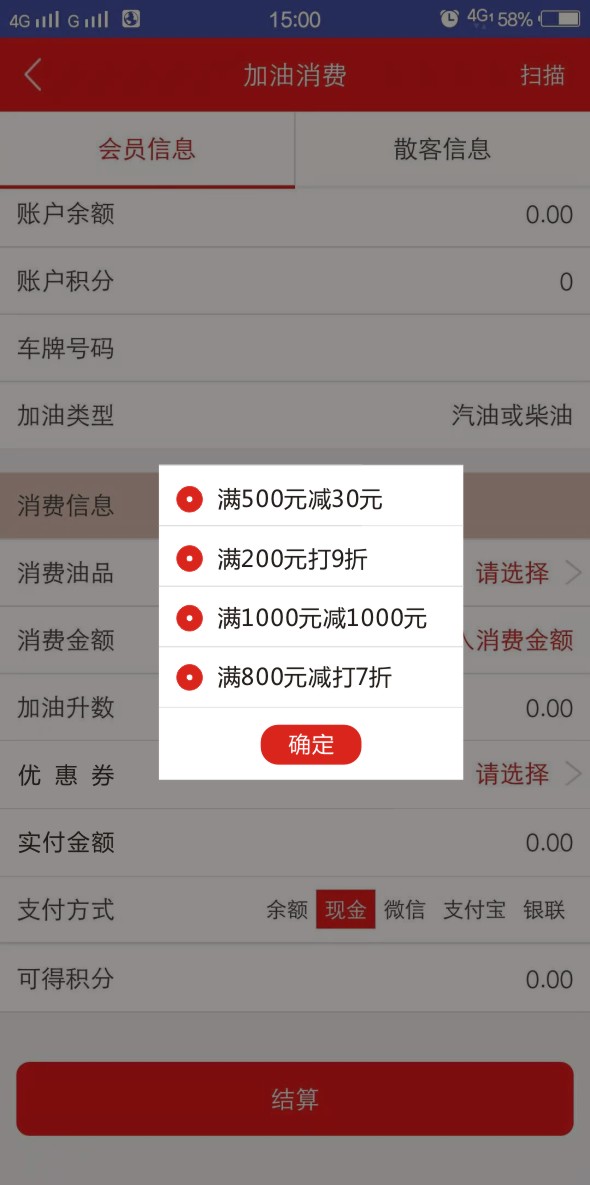 4G G 15:00 4G 58%
加油消费 扫描
会员信息 散客信息
账户余额 0.00
账户积分 0
车牌号码
加油类型 汽油或柴油
消费信息
满500元减30元
满200元打9折
满1000元减1000元
满800元减打7折
确定
消费油品 请选择
消费金额 入消费金额
加油升数 0.00
优惠券 请选择
实付金额 0.00
支付方式 余额 现金 微信 支付宝 银联
可得积分 0.00
结算